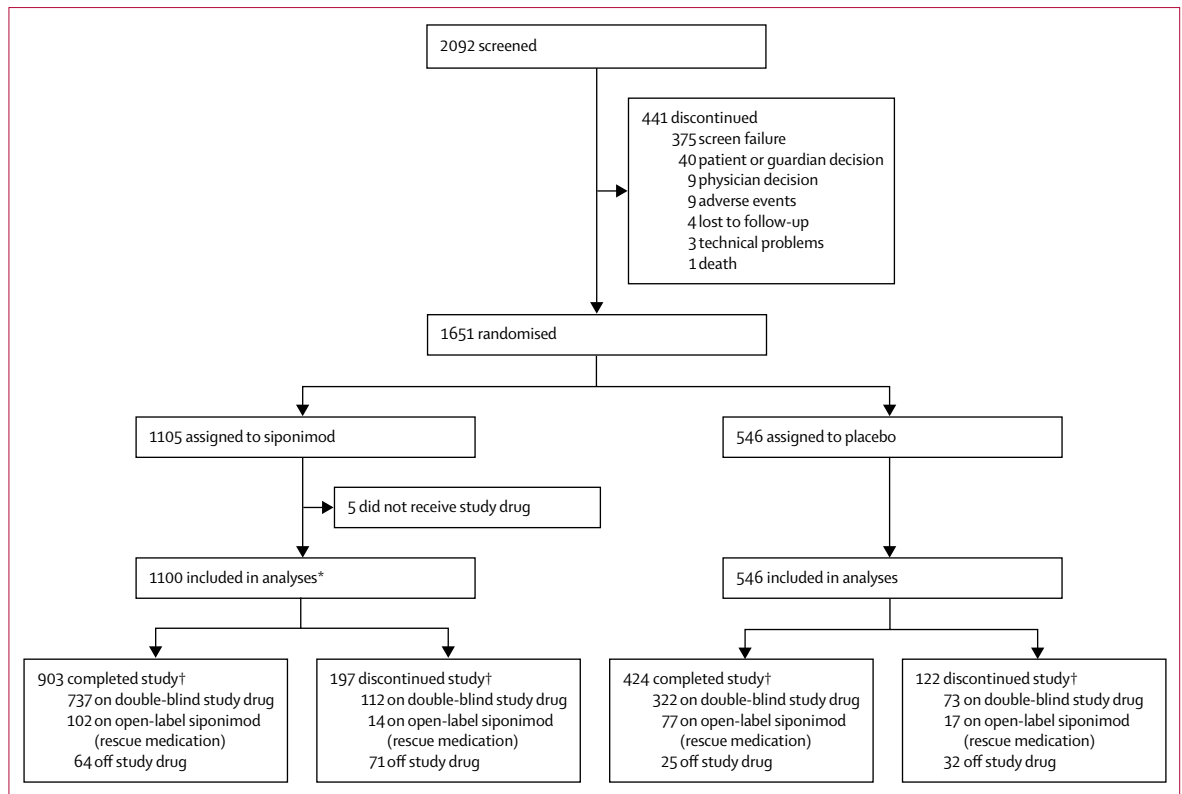 2092 screened
441 discontinued
375 screen failure
40 patient or guardian decision
9 physician decision
9 adverse events
4 lost to follow-up
3 technical problems
1 death
1651 randomised
1105 assigned to siponimod
546 assigned to placebo
5 did not receive study drug
1100 included in analyses*
546 included in analyses
903 completed study†
737 on double-blind study drug
102 on open-label siponimod
(rescue medication)
64 off study drug
197 discontinued study†
112 on double-blind study drug
14 on open-label siponimod
(rescue medication)
71 off study drug
424 completed study†
322 on double-blind study drug
77 on open-label siponimod
(rescue medication)
25 off study drug
122 discontinued study†
73 on double-blind study drug
17 on open-label siponimod
(rescue medication)
32 off study drug